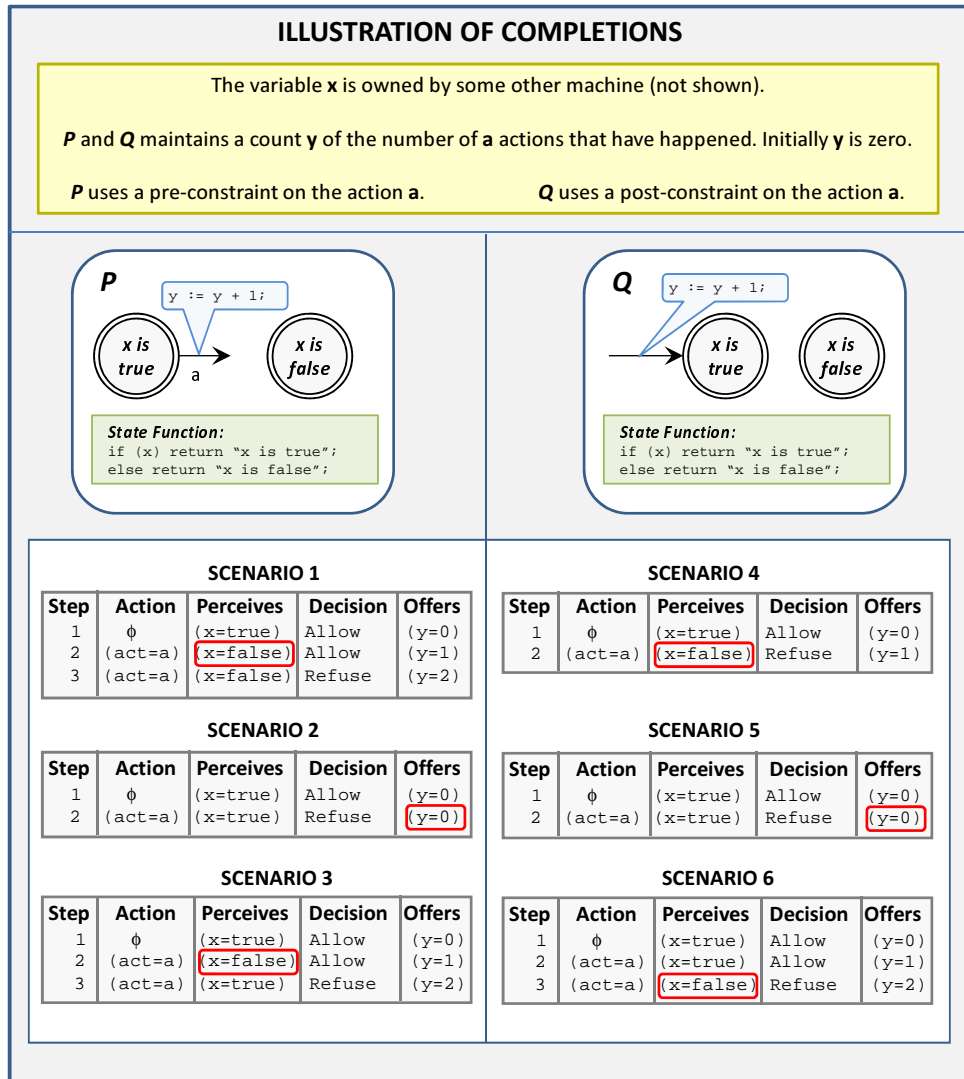 ILLUSTRATION OF COMPLETIONS
The variable x is owned by some other machine (not shown).
P and Q maintains a count y of the number of a actions that have happened. Initially y is zero.
P uses a pre-constraint on the action a.
Q uses a post-constraint on the action a.
P
y := y + 1;
x is
true
a
x is
false
State Function:
if (x) return “x is true”;
else return “x is false”;
Q
y := y + 1;
x is
true
x is
false
State Function:
if (x) return “x is true”;
else return “x is false”;
SCENARIO 1
Step Action Perceives Decision Offers
1 ϕ (x=true) Allow (y=0)
2 (act=a) (x=false) Allow (y=1)
3 (act=a) (x=false) Refuse (y=2)
SCENARIO 2
Step Action Perceives Decision Offers
1 ϕ (x=true) Allow (y=0)
2 (act=a) (x=true) Refuse (y=0)
SCENARIO 3
Step Action Perceives Decision Offers
1 ϕ (x=true) Allow (y=0)
2 (act=a) (x=false) Allow (y=1)
3 (act=a) (x=true) Refuse (y=2)
SCENARIO 4
Step Action Perceives Decision Offers
1 ϕ (x=true) Allow (y=0)
2 (act=a) (x=false) Refuse (y=1)
SCENARIO 5
Step Action Perceives Decision Offers
1 ϕ (x=true) Allow (y=0)
2 (act=a) (x=true) Refuse (y=0)
SCENARIO 6
Step Action Perceives Decision Offers
1 ϕ (x=true) Allow (y=0)
2 (act=a) (x=true) Allow (y=1)
3 (act=a) (x=false) Refuse (y=2)